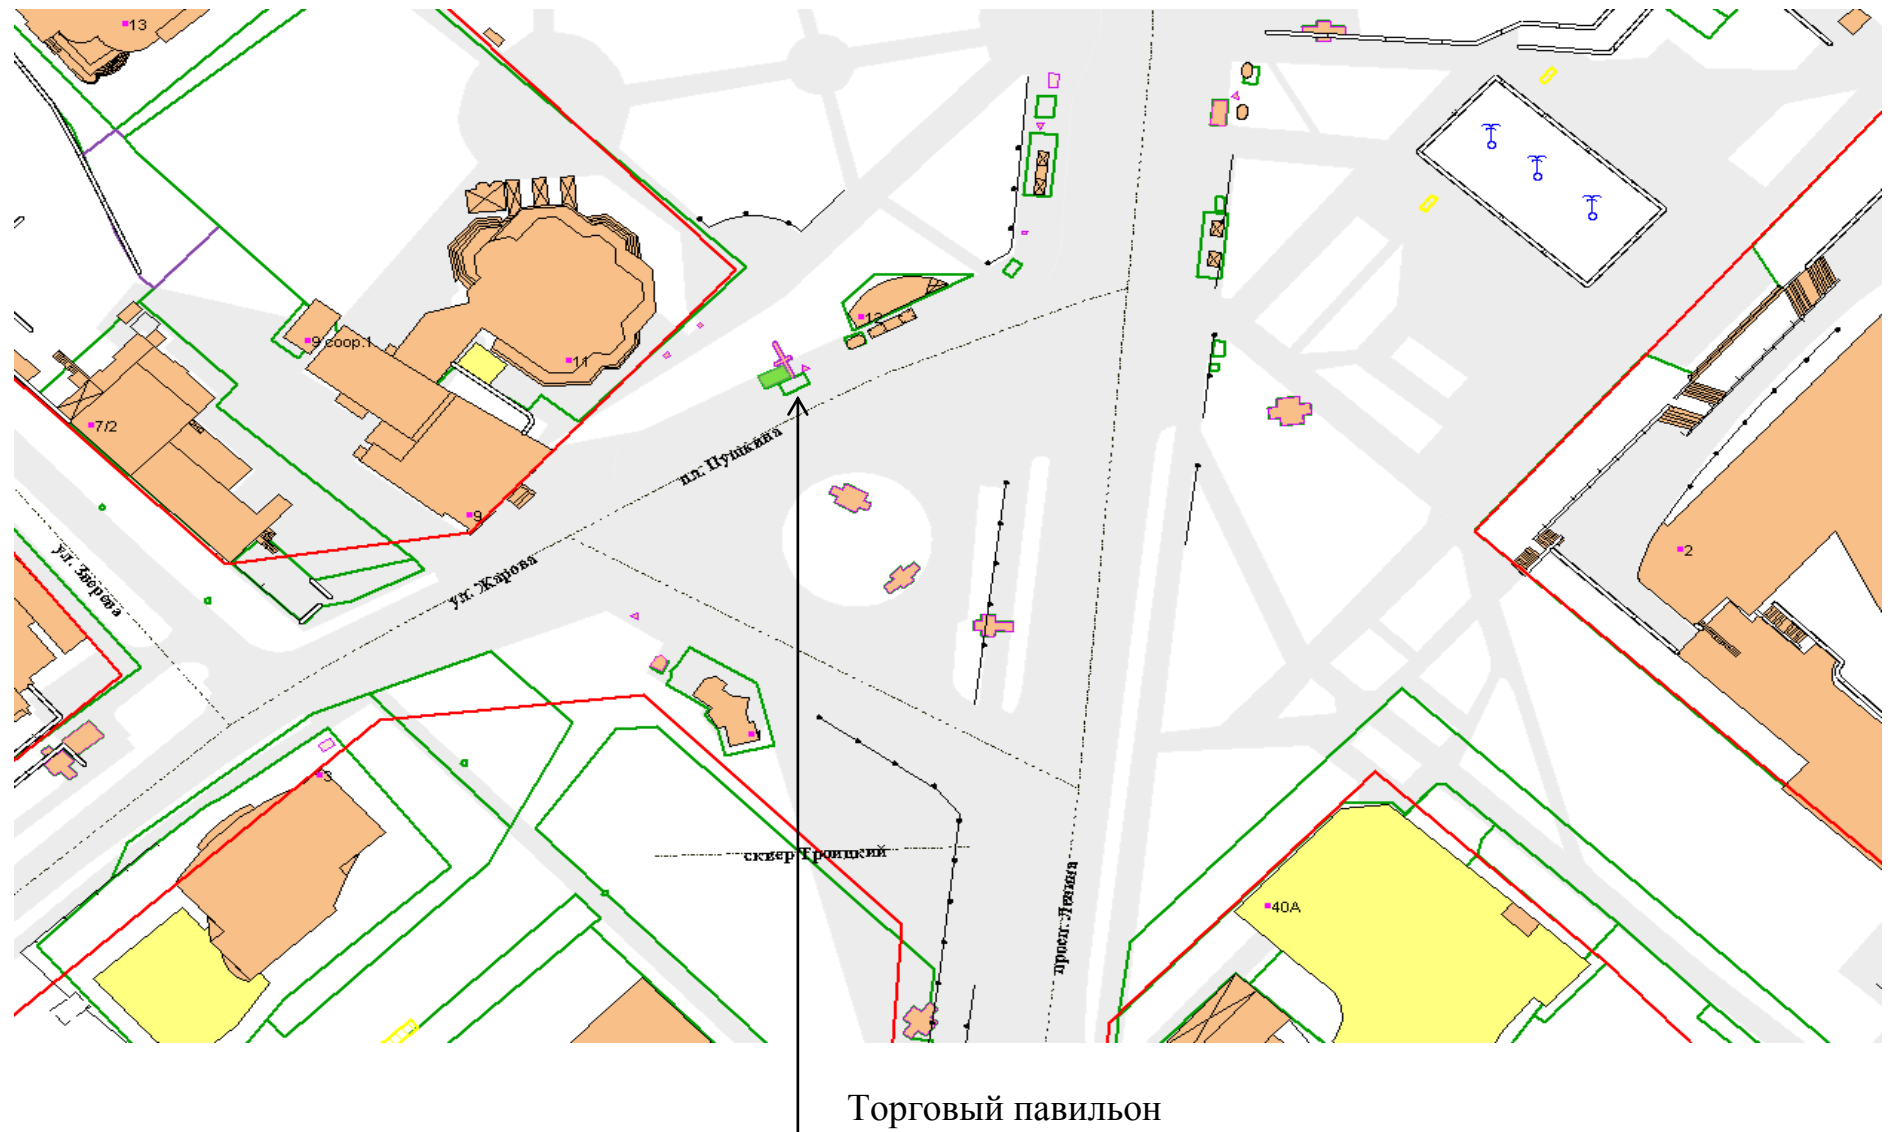 13
12
9 соор.1
11
7/2
пл. Пушкина
9
2
ул. Зверева
ул. Жарова
3
сквер Троицкий
просп. Ленина
40А
Торговый павильон